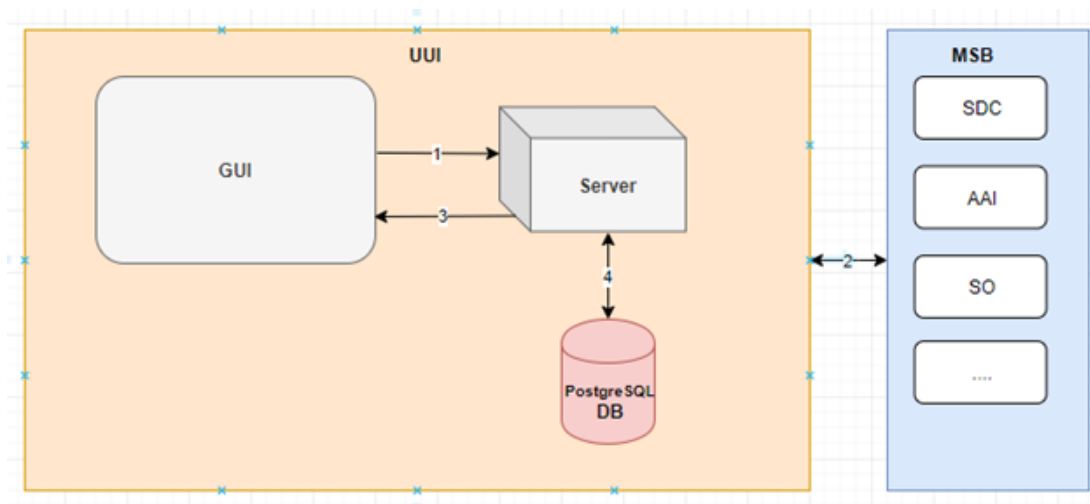 UUI
GUI
1
Server
3
4
PostgreSQL
DB
2
MSB
SDC
AAI
SO
....